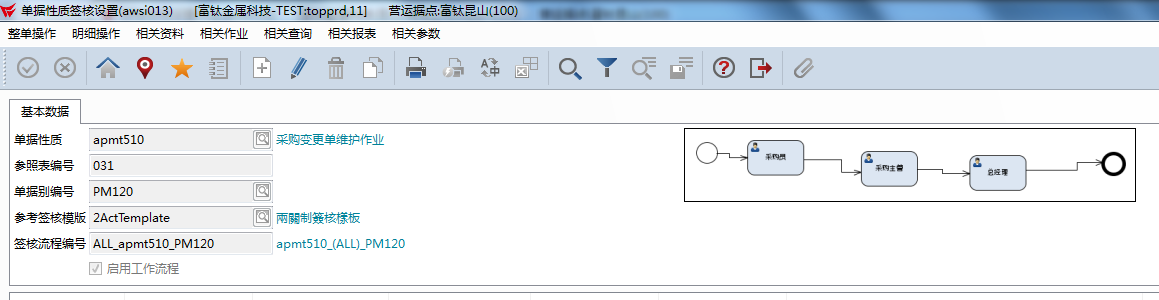 单据性质签核设置(awsi013) [富钛金属科技-TEST:topprd,11] 营运据点:富钛昆山(100)
整单操作 明细操作 相关资料 相关作业 相关查询 相关报表 相关参数
基本数据
单据性质 apmt510 采购变更单维护作业
参照表编号 031
单据别编号 PM120
参考签核模版 2ActTemplate 兩關制簽核樣板
签核流程编号 ALL_apmt510_PM120 apmt510_(ALL)_PM120
启用工作流程
采购员
采购主管
总经理